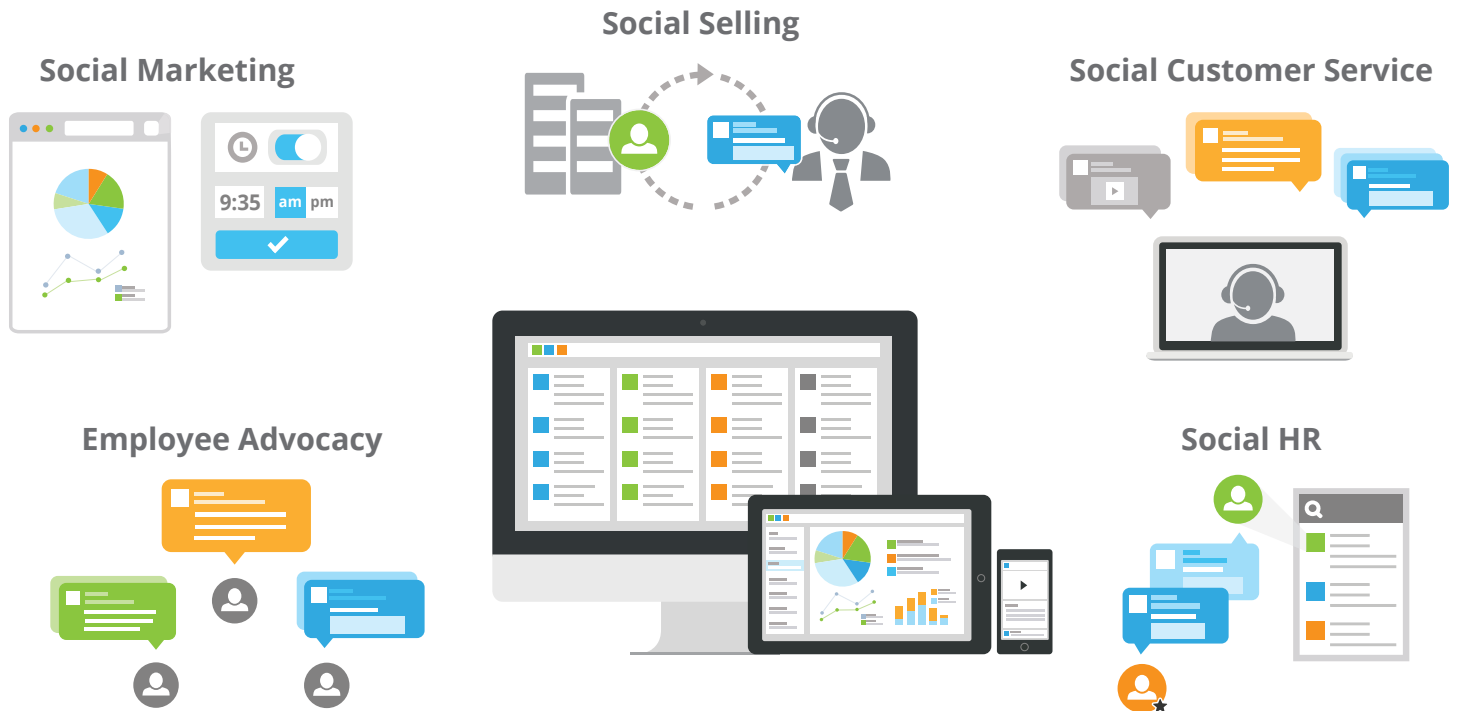 Social Selling
Social Marketing
Social Customer Service
9:35 am pm
Employee Advocacy
Social HR